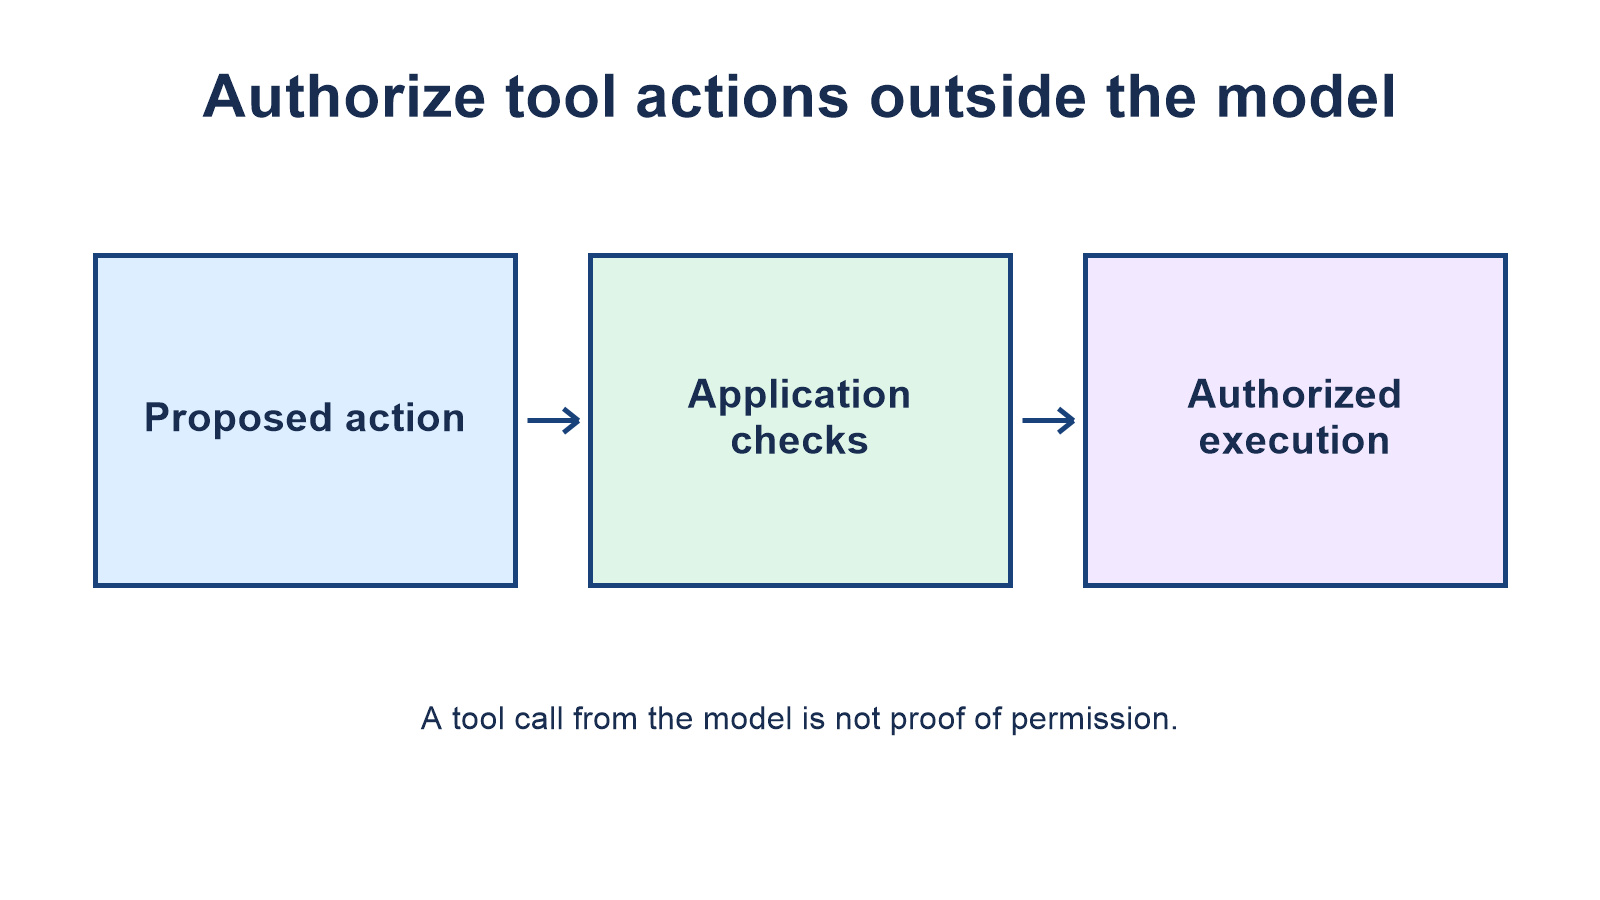 Authorize tool actions outside the model
Proposed action
Application
checks
Authorized
execution
A tool call from the model is not proof of permission.